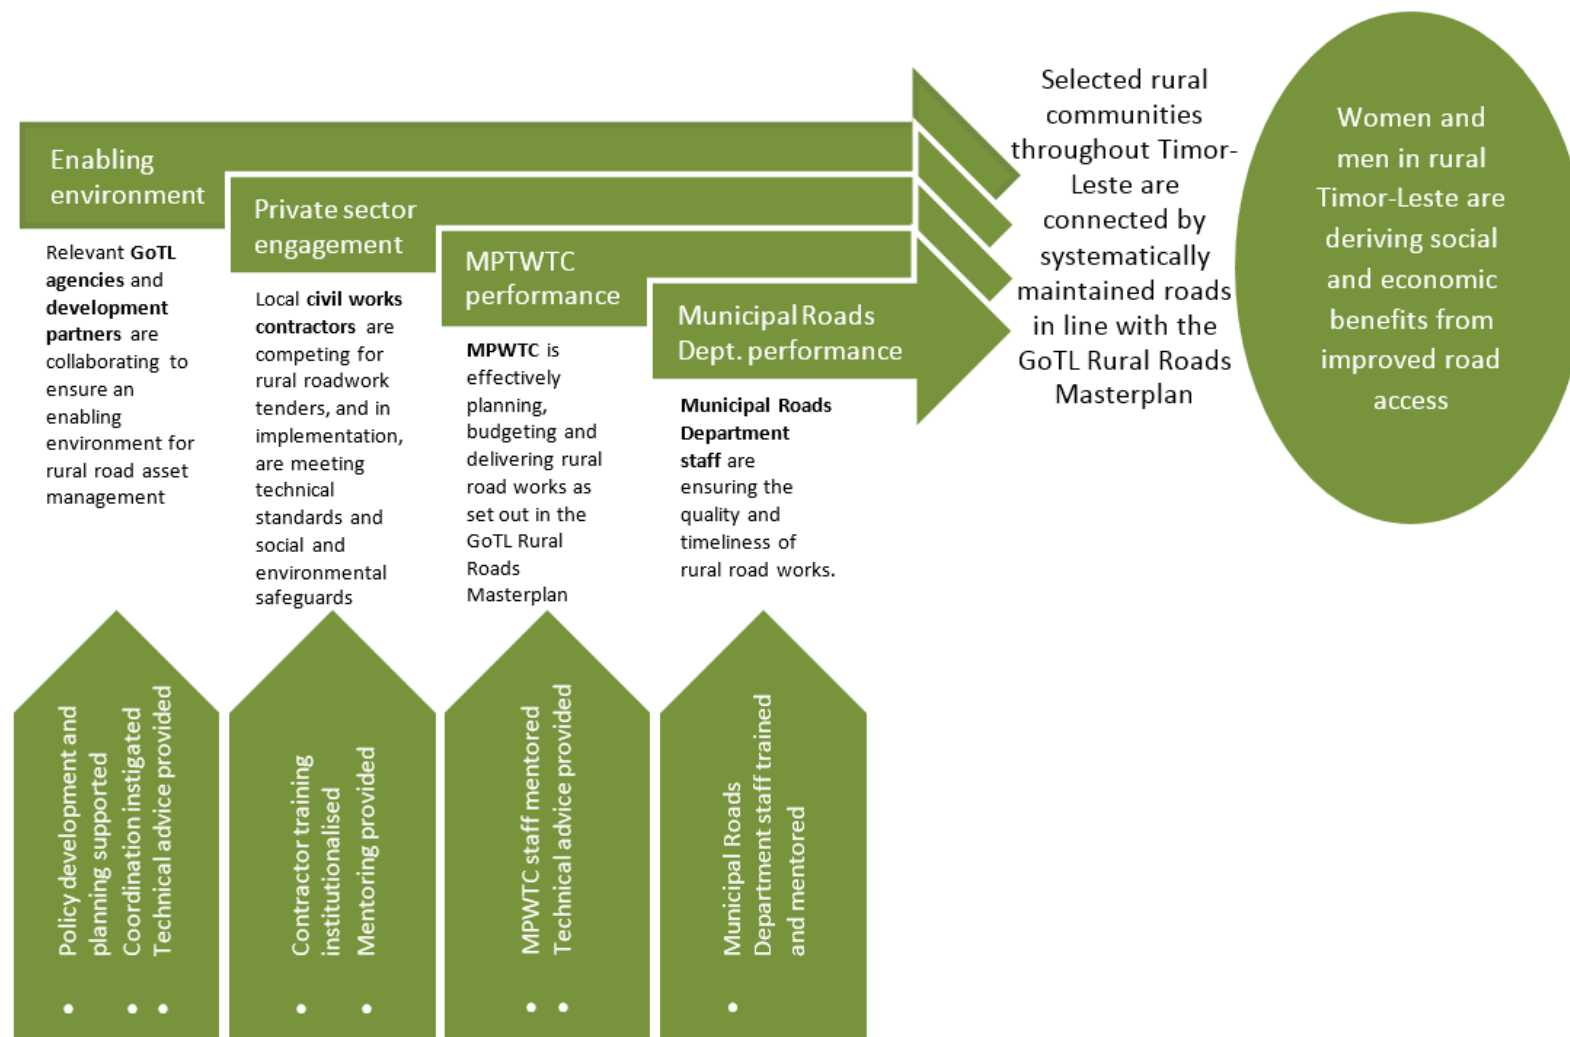 Enabling
environment
Relevant GoTL
agencies and
development
partners are
collaborating to
ensure an
enabling
environment for
rural road asset
management
Private sector
engagement
Local civil works
contractors are
competing for
rural roadwork
tenders, and in
implementation,
are meeting
technical
standards and
social and
environmental
safeguards
MPTWTC
performance
MPWTC is
effectively
planning,
budgeting and
delivering rural
road works as
set out in the
GoTL Rural
Roads
Masterplan
Municipal Roads
Dept. performance
Municipal Roads
Department
staff are
ensuring the
quality and
timeliness of
rural road works.
Selected rural
communities
throughout Timor-
Leste are
connected by
systematically
maintained roads
in line with the
GoTL Rural Roads
Masterplan
Women and
men in rural
Timor-Leste are
deriving social
and economic
benefits from
improved road
access
• Policy development and
planning supported
• Coordination instigated
• Technical advice provided
• Contractor training
institutionalised
• Mentoring provided
• MPWTC staff mentored
• Technical advice provided
• Municipal Roads
Department staff trained
and mentored